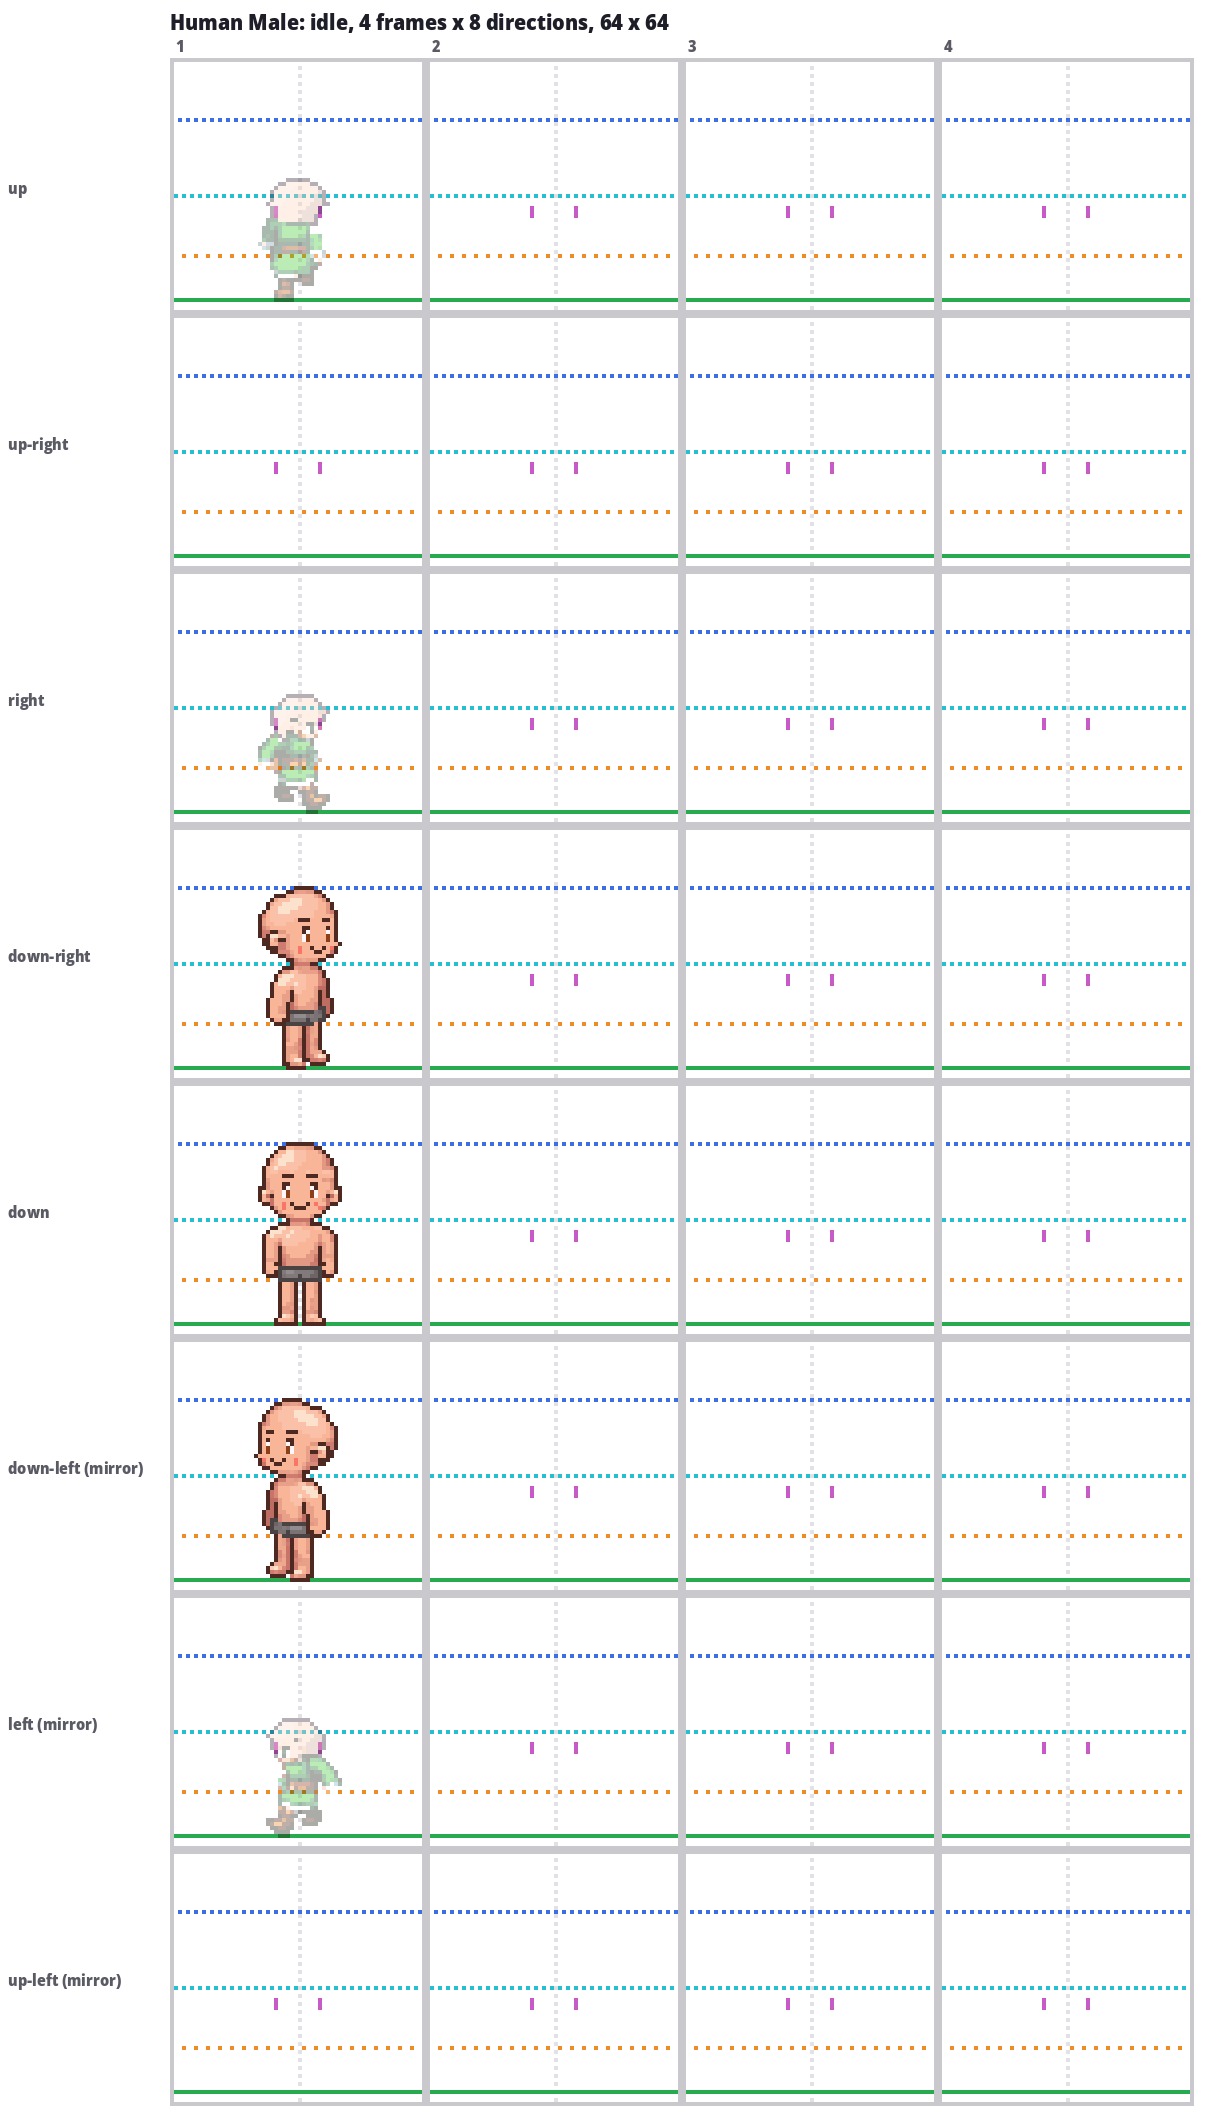 Human Male: idle, 4 frames x 8 directions, 64 x 64
1 2 3 4
up
up-right
right
down-right
down
down-left (mirror)
left (mirror)
up-left (mirror)